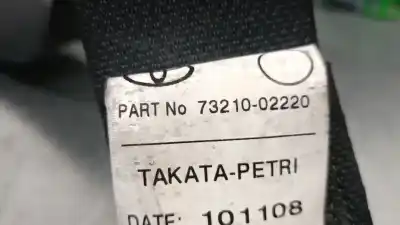 PART No 73210-02220
TAKATA-PETRI
DATE: 101108